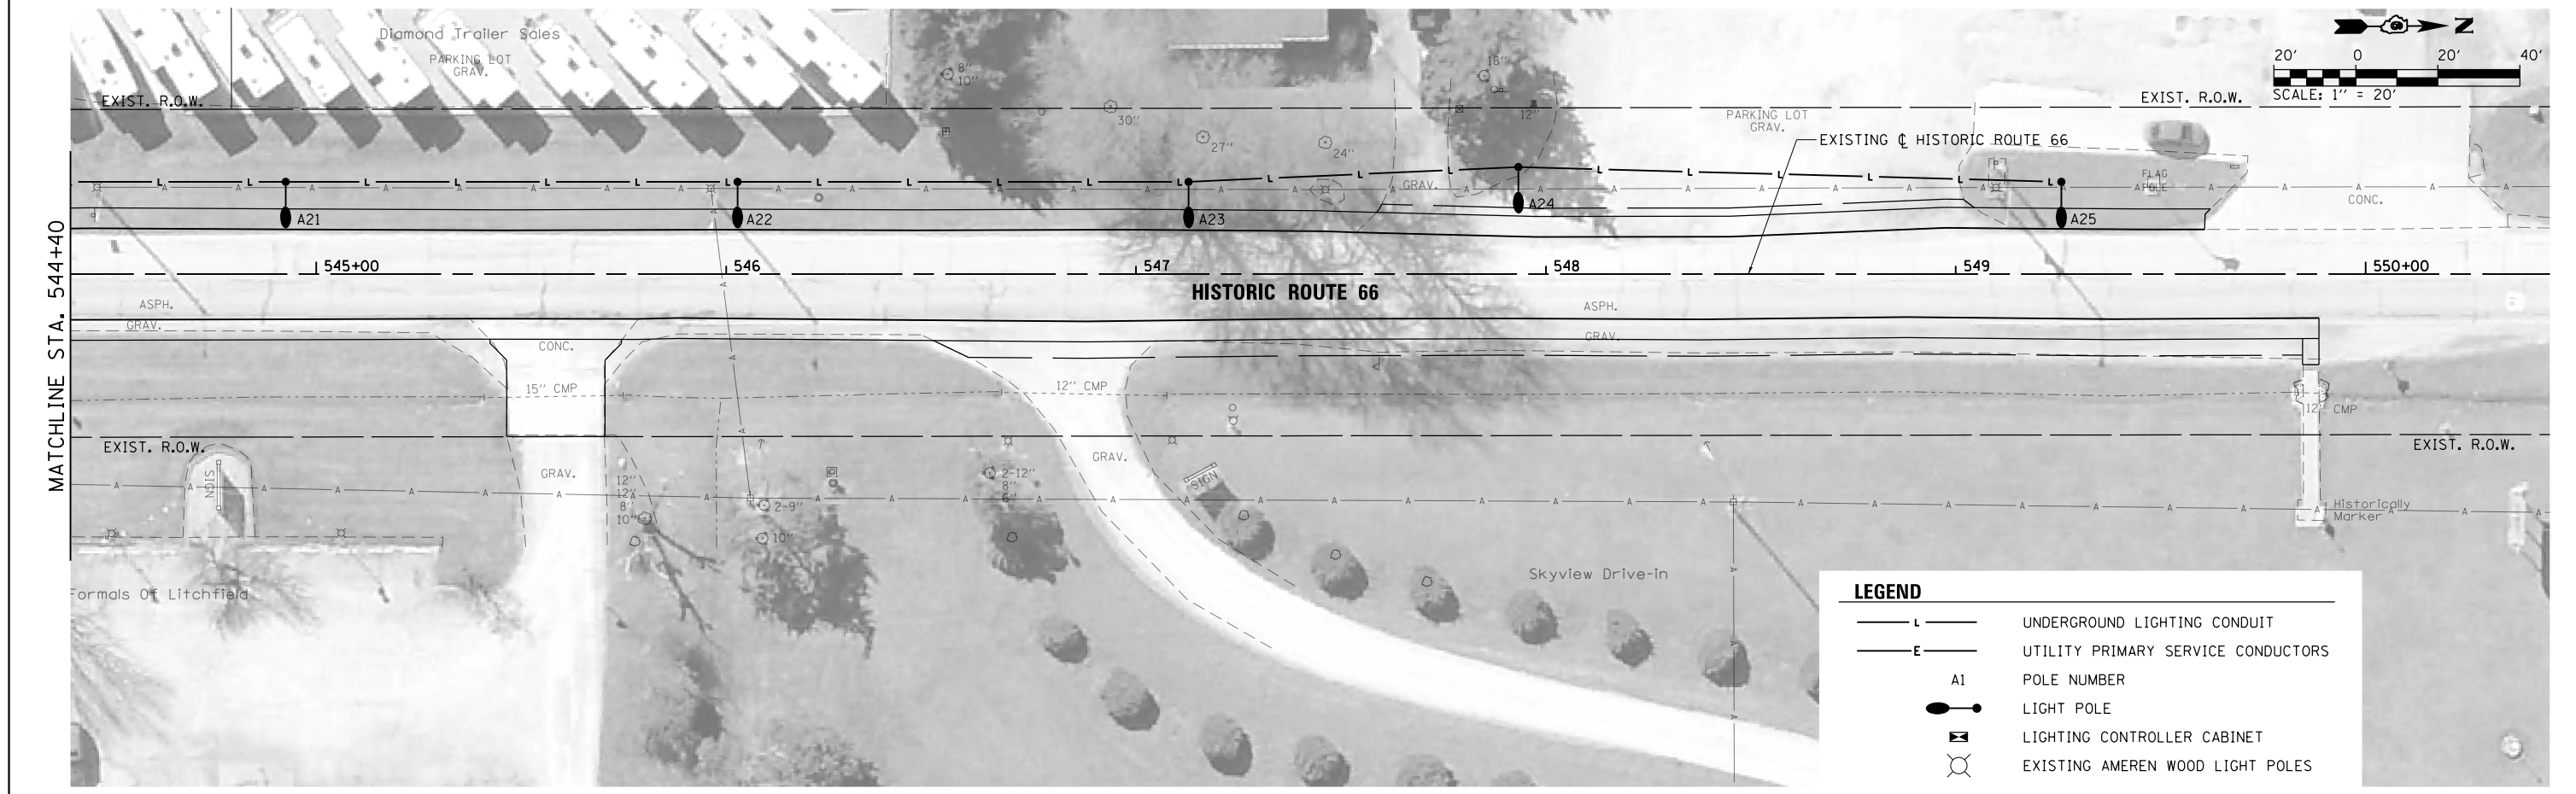 Diamond Trailer Sales
PARKING LOT
GRAV.
EXIST. R.O.W.
8"
10"
30"
27"
24"
18"
12"
PARKING LOT
GRAV.
EXIST. R.O.W.
N
20' 0 20' 40'
SCALE: 1" = 20'
EXISTING ℄ HISTORIC ROUTE 66
L L L L L L L L L L L L L L L L L L L L L
A A A A A A A A A A A A A A A A A A A A A
GRAV.
FLAG
POLE
CONC.
A21
A22
A23
A24
A25
MATCHLINE STA. 544+40
545+00
546
547
548
549
550+00
HISTORIC ROUTE 66
ASPH.
GRAV.
ASPH.
GRAV.
CONC.
15" CMP
12" CMP
12" CMP
EXIST. R.O.W.
EXIST. R.O.W.
SIGN
GRAV.
12"
12"
8"
10"
2-9"
10"
2-12"
8"
6"
GRAV.
SIGN
Historically
Marker
Formals Of Litchfield
Skyview Drive-in
LEGEND
L UNDERGROUND LIGHTING CONDUIT
E UTILITY PRIMARY SERVICE CONDUCTORS
A1 POLE NUMBER
LIGHT POLE
LIGHTING CONTROLLER CABINET
EXISTING AMEREN WOOD LIGHT POLES